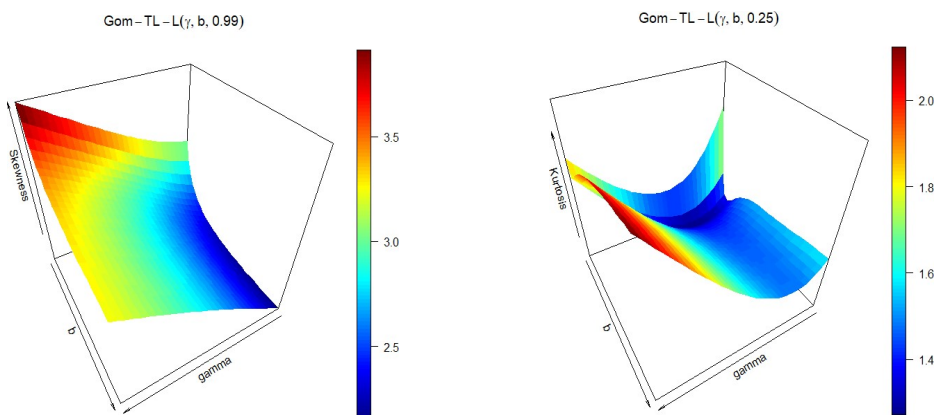 Gom − TL − L(γ, b, 0.99)
Skewness
b
gamma
3.5
3.0
2.5
Gom − TL − L(γ, b, 0.25)
Kurtosis
b
gamma
2.0
1.8
1.6
1.4